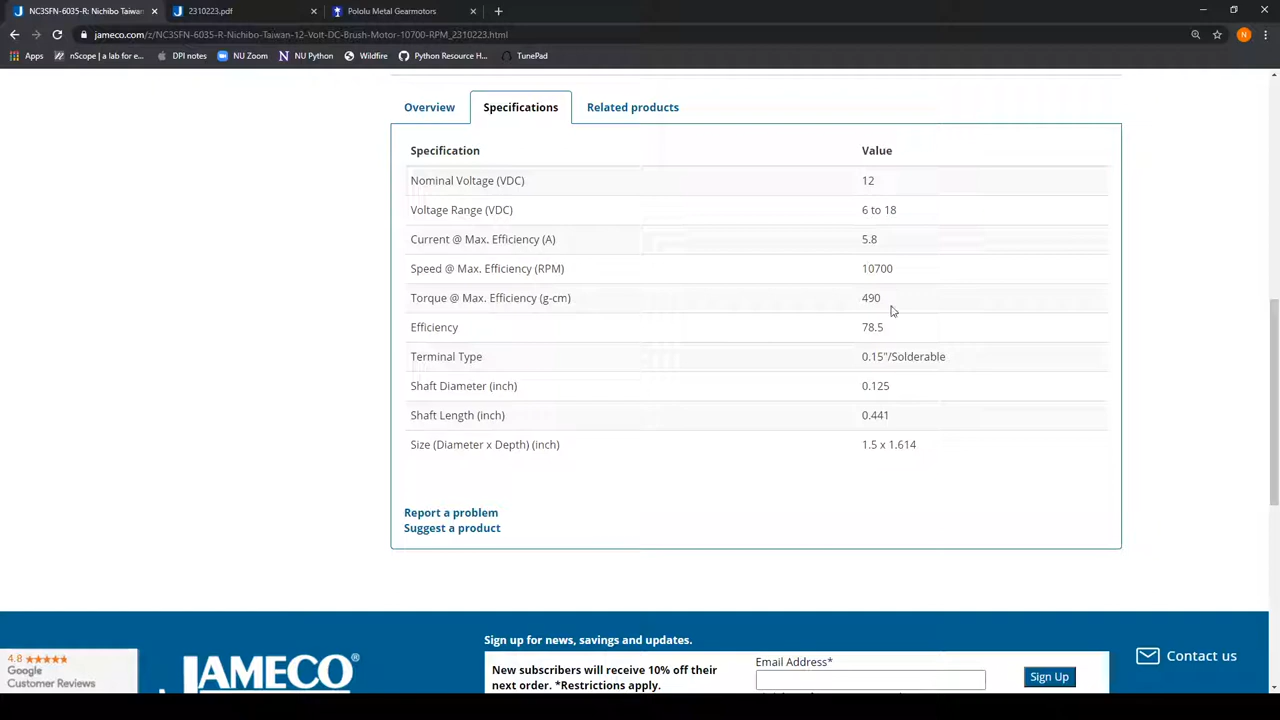 NC3SFN-6035-R: Nichibo Taiwan
2310223.pdf
Pololu Metal Gearmotors
jameco.com/z/NC3SFN-6035-R-Nichibo-Taiwan-12-Volt-DC-Brush-Motor-10700-RPM_2310223.html
N
Apps
nScope | a lab for e...
DPI notes
NU Zoom
NU Python
Wildfire
Python Resource H...
TunePad
Overview
Specifications
Related products
Specification Value
Nominal Voltage (VDC) 12
Voltage Range (VDC) 6 to 18
Current @ Max. Efficiency (A) 5.8
Speed @ Max. Efficiency (RPM) 10700
Torque @ Max. Efficiency (g-cm) 490
Efficiency 78.5
Terminal Type 0.15"/Solderable
Shaft Diameter (inch) 0.125
Shaft Length (inch) 0.441
Size (Diameter x Depth) (inch) 1.5 x 1.614
Report a problem
Suggest a product
4.8 ★★★★★
Google
Customer Reviews
JAMECO®
Sign up for news, savings and updates.
New subscribers will receive 10% off their
next order. *Restrictions apply.
Email Address*
Sign Up
Contact us